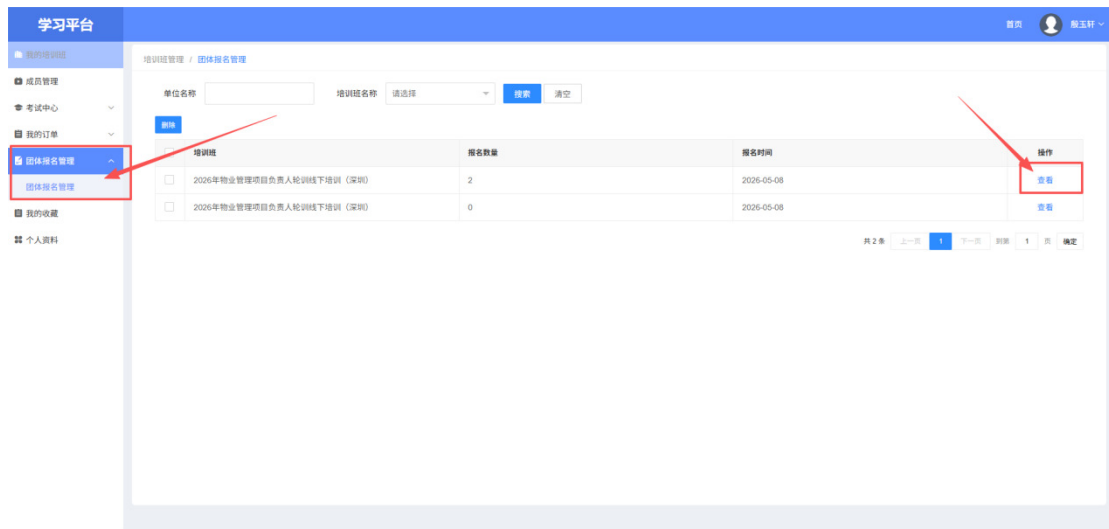 学习平台
首页 殷玉轩
我的培训班
成员管理
考试中心
我的订单
团体报名管理
团体报名管理
我的收藏
个人资料
培训班管理 / 团体报名管理
单位名称 培训班名称 请选择 搜索 清空
删除
培训班 报名数量 报名时间 操作
2026年物业管理项目负责人轮训线下培训（深圳） 2 2026-05-08 查看
2026年物业管理项目负责人轮训线下培训（深圳） 0 2026-05-08 查看
共 2 条 上一页 1 下一页 到第 1 页 确定